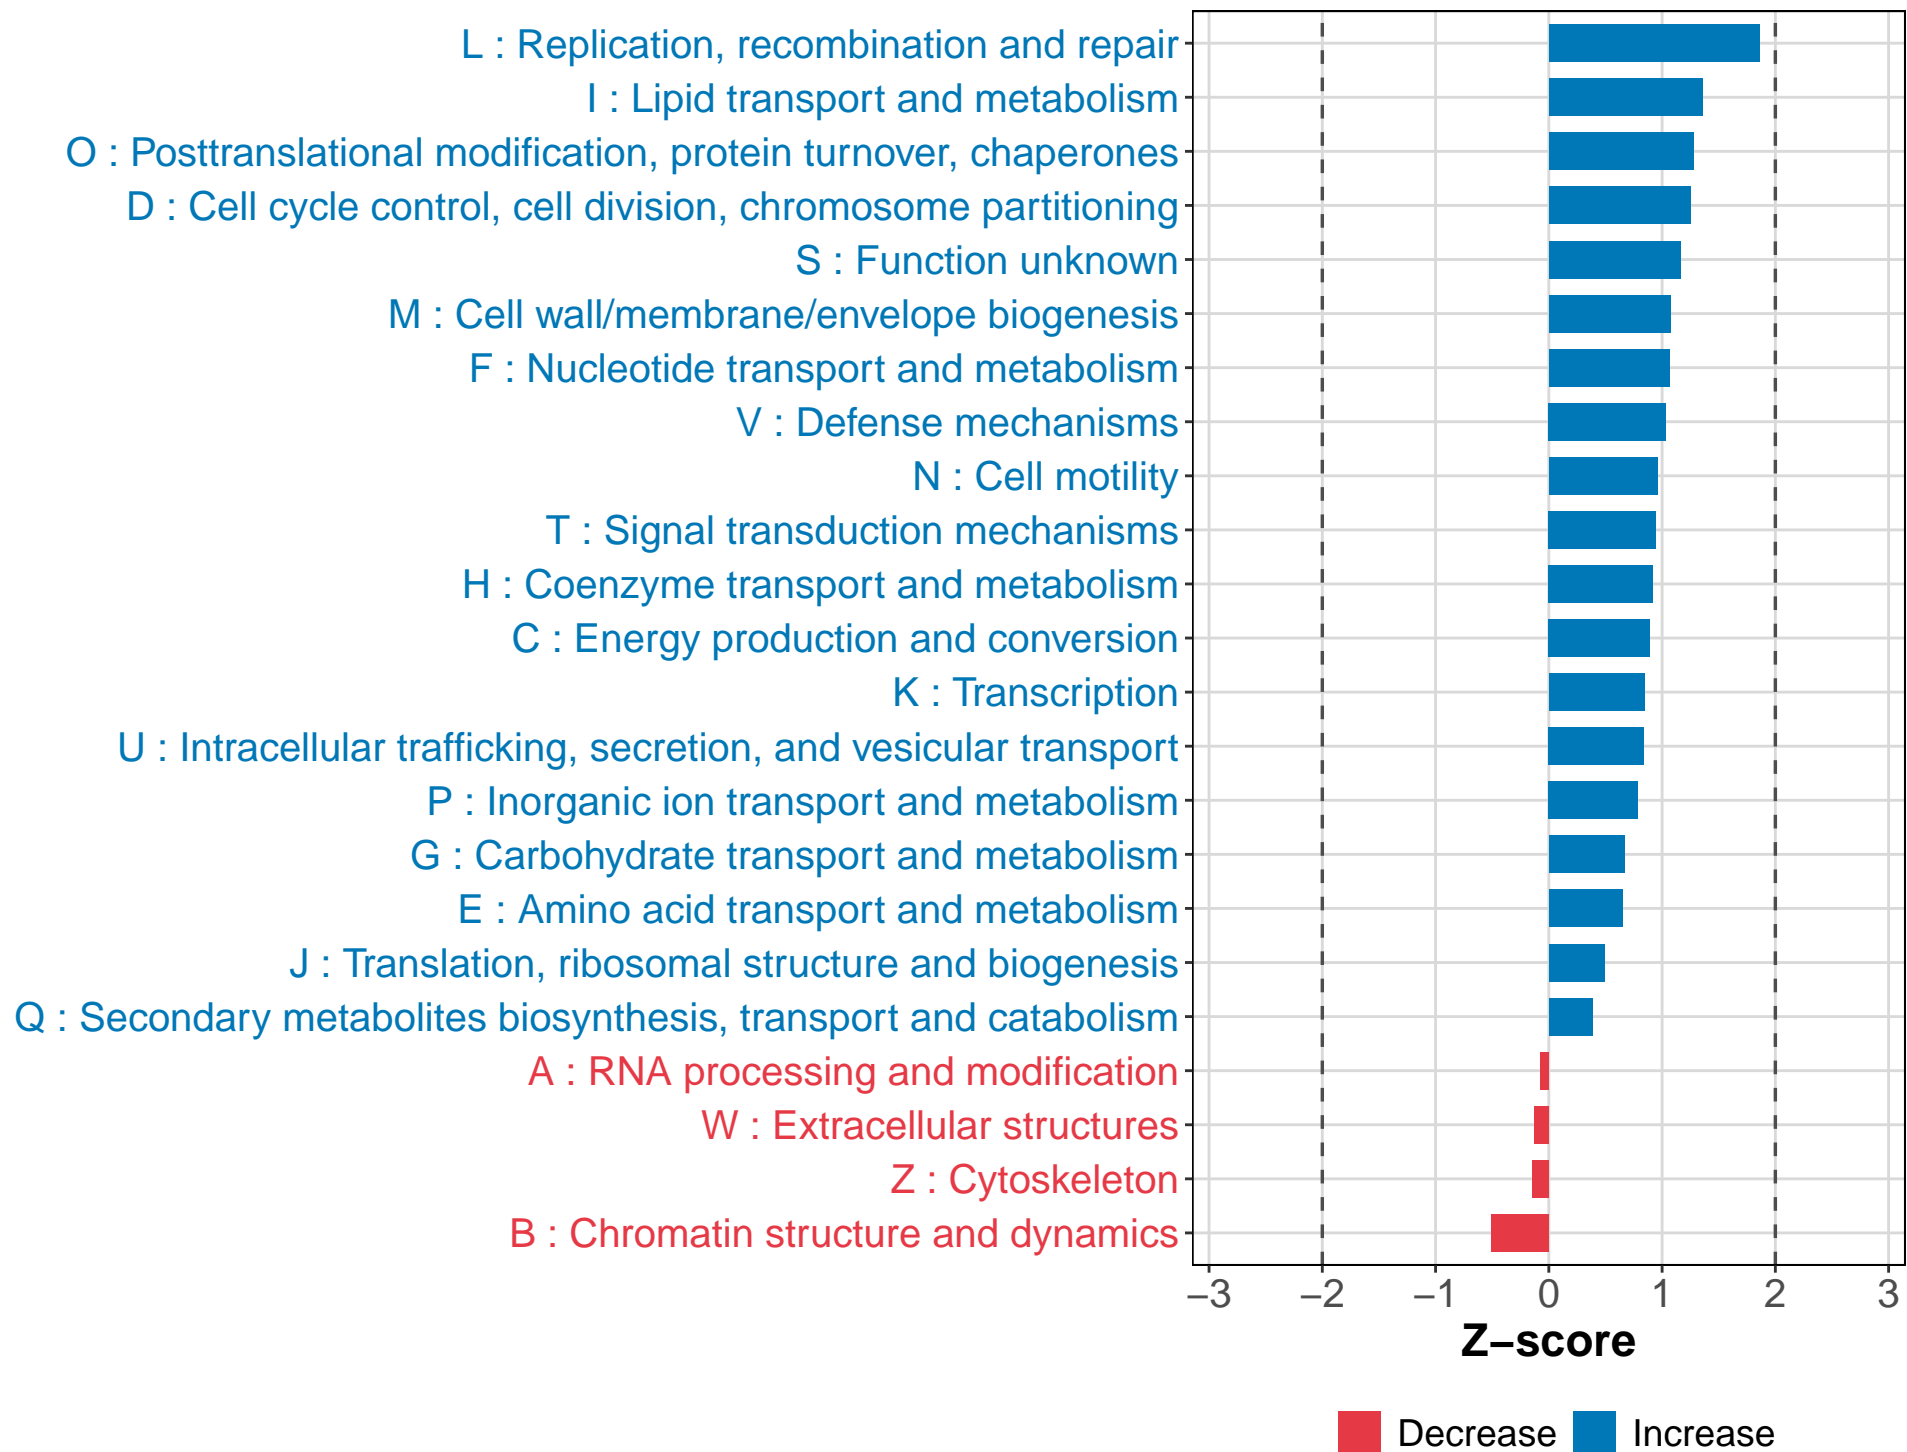 L : Replication, recombination and repair
I : Lipid transport and metabolism
O : Posttranslational modification, protein turnover, chaperones
D : Cell cycle control, cell division, chromosome partitioning
S : Function unknown
M : Cell wall/membrane/envelope biogenesis
F : Nucleotide transport and metabolism
V : Defense mechanisms
N : Cell motility
T : Signal transduction mechanisms
H : Coenzyme transport and metabolism
C : Energy production and conversion
K : Transcription
U : Intracellular trafficking, secretion, and vesicular transport
P : Inorganic ion transport and metabolism
G : Carbohydrate transport and metabolism
E : Amino acid transport and metabolism
J : Translation, ribosomal structure and biogenesis
Q : Secondary metabolites biosynthesis, transport and catabolism
A : RNA processing and modification
W : Extracellular structures
Z : Cytoskeleton
B : Chromatin structure and dynamics
−3 −2 −1 0 1 2 3
Z−score
Decrease Increase